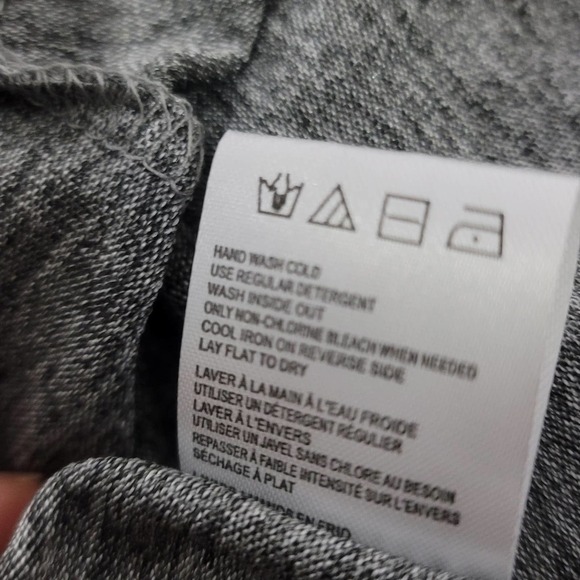 HAND WASH COLD
USE REGULAR DETERGENT
WASH INSIDE OUT
ONLY NON-CHLORINE BLEACH WHEN NEEDED
COOL IRON ON REVERSE SIDE
LAY FLAT TO DRY
LAVER À LA MAIN À L'EAU FROIDE
UTILISER UN DÉTERGENT RÉGULIER
LAVER À L'ENVERS
UTILISER UN JAVEL SANS CHLORE AU BESOIN
REPASSER À FAIBLE INTENSITÉ SUR L'ENVERS
SÉCHAGE À PLAT
EN FRIO